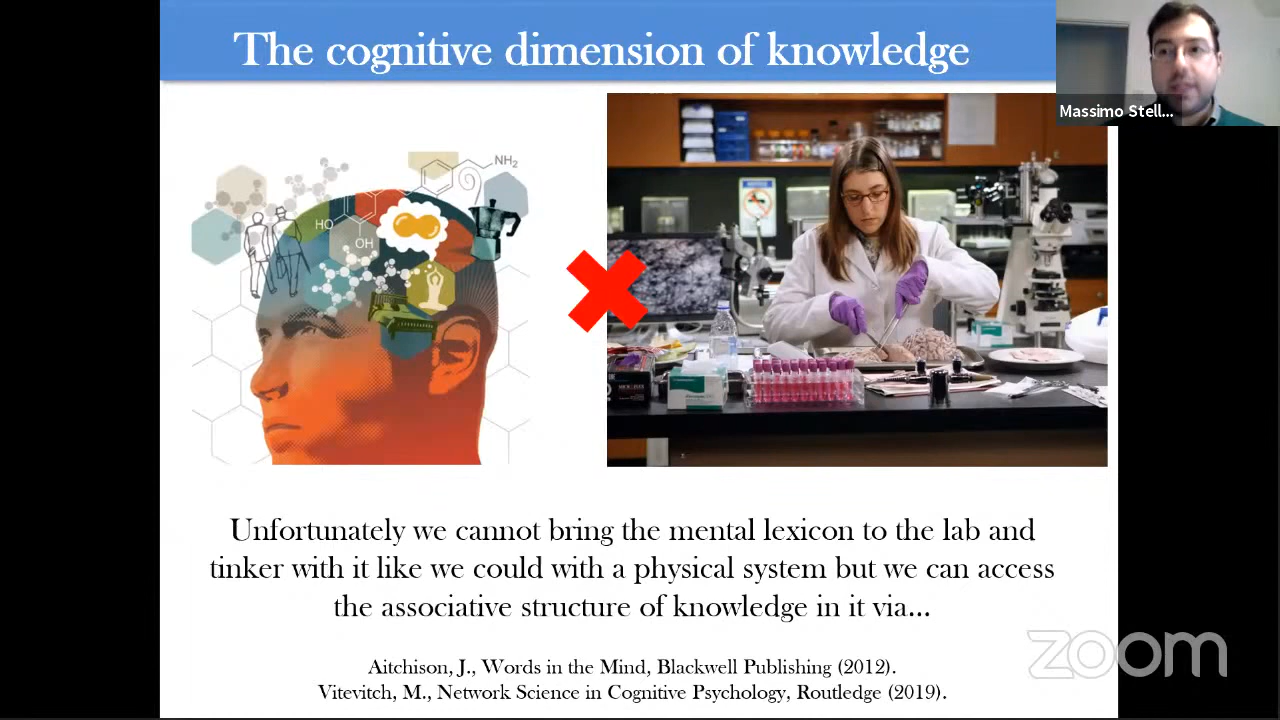 The cognitive dimension of knowledge
Massimo Stell...
NH₂
HO
OH
Unfortunately we cannot bring the mental lexicon to the lab and
tinker with it like we could with a physical system but we can access
the associative structure of knowledge in it via...
Aitchison, J., Words in the Mind, Blackwell Publishing (2012).
Vitevitch, M., Network Science in Cognitive Psychology, Routledge (2019).
zoom